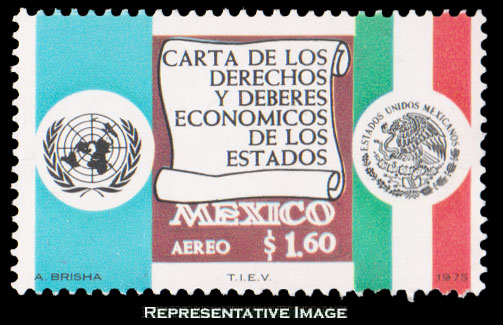 CARTA DE LOS
DERECHOS
Y DEBERES
ECONOMICOS
DE LOS
ESTADOS
ESTADOS UNIDOS MEXICANOS
MEXICO
AEREO $1.60
A. BRISHA T.I.E.V. 1975
REPRESENTATIVE IMAGE